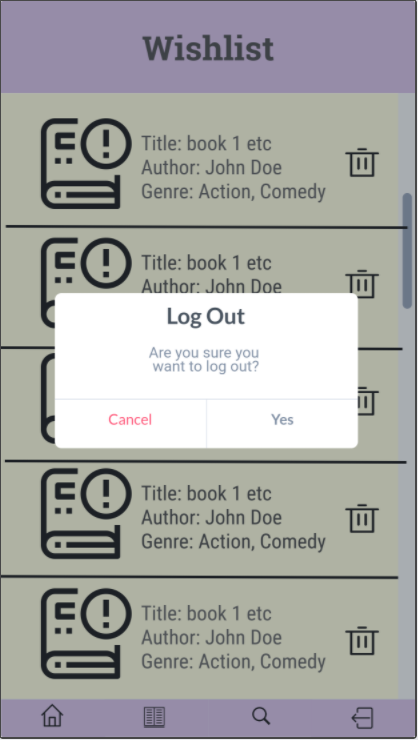 Wishlist
Title: book 1 etc
Author: John Doe
Genre: Action, Comedy
Title: book 1 etc
Author: John Doe
Log Out
Are you sure you
want to log out?
Cancel
Yes
Title: book 1 etc
Author: John Doe
Genre: Action, Comedy
Title: book 1 etc
Author: John Doe
Genre: Action, Comedy